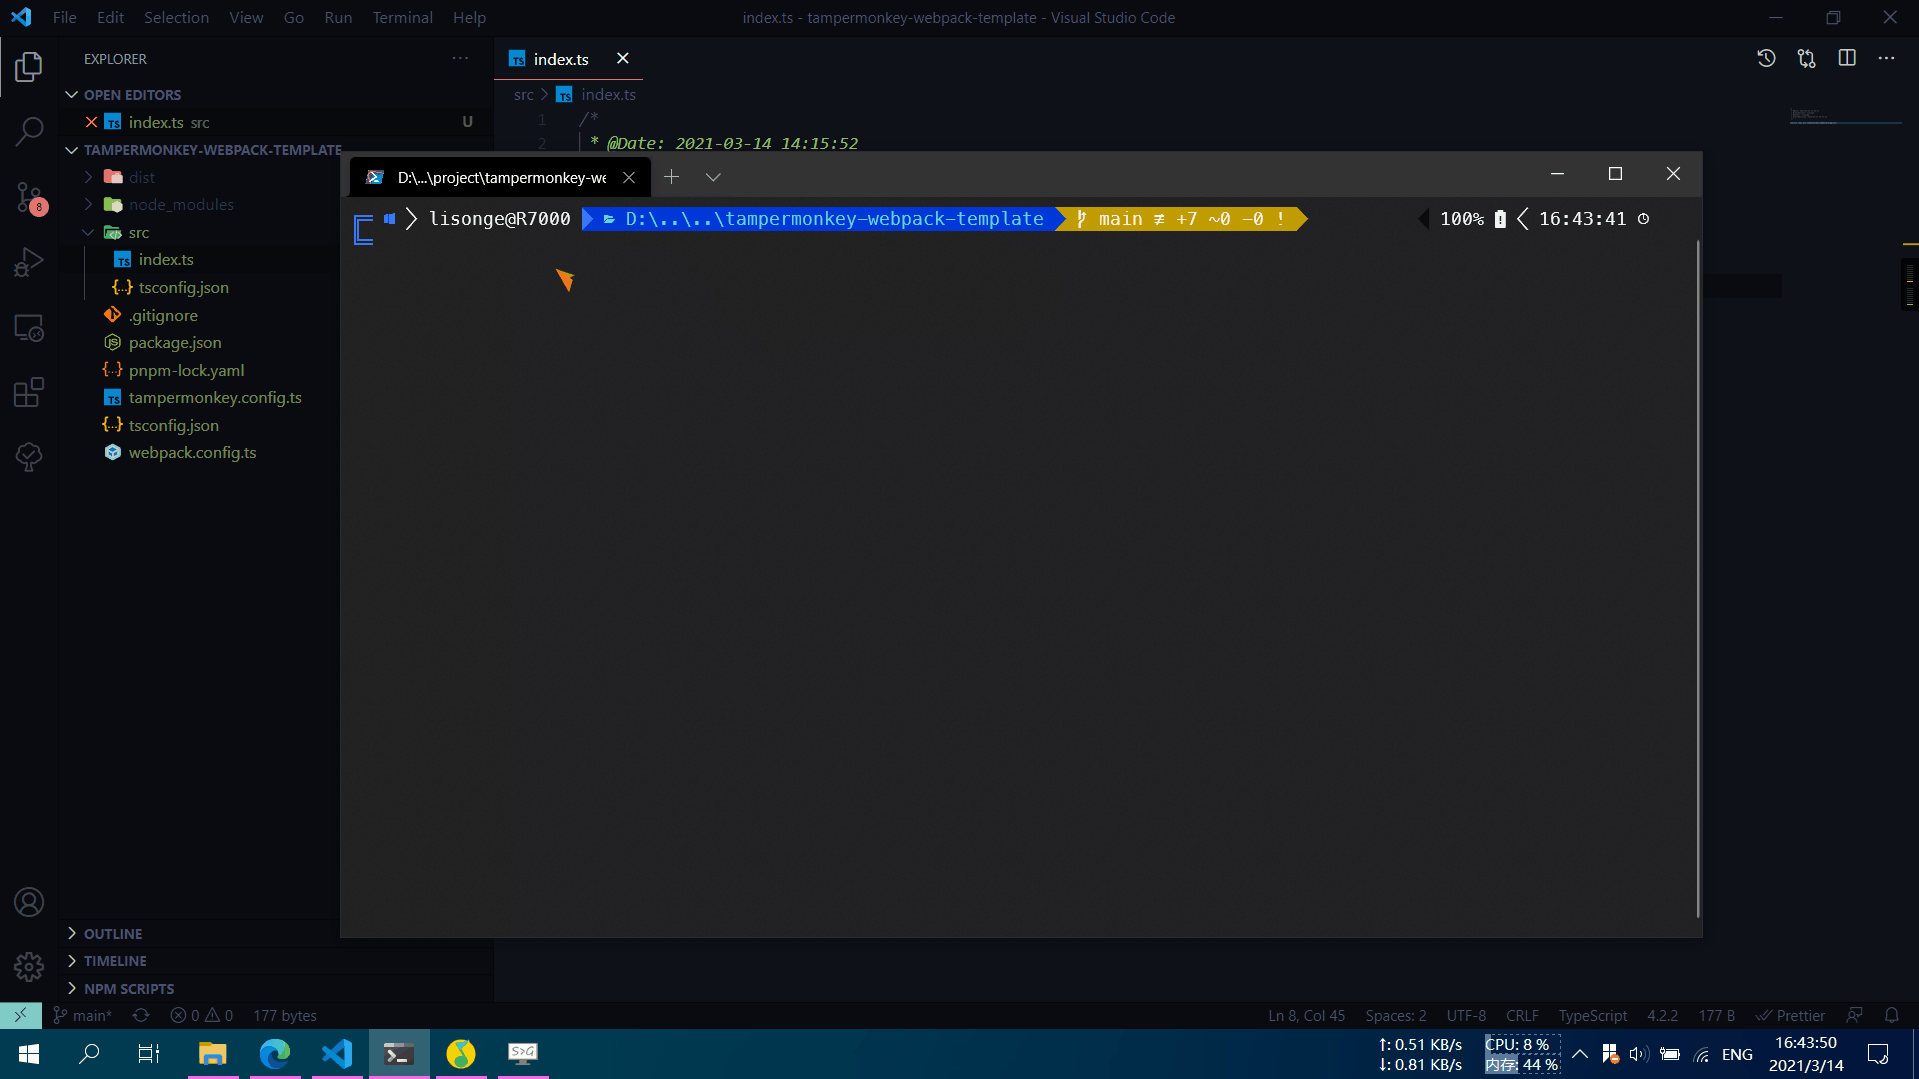 File Edit Selection View Go Run Terminal Help
index.ts - tampermonkey-webpack-template - Visual Studio Code
EXPLORER
OPEN EDITORS
index.ts src U
TAMPERMONKEY-WEBPACK-TEMPLATE
dist
node_modules
src
index.ts
tsconfig.json
.gitignore
package.json
pnpm-lock.yaml
tampermonkey.config.ts
tsconfig.json
webpack.config.ts
8
OUTLINE
TIMELINE
NPM SCRIPTS
index.ts
src > index.ts
1 /*
2 * @Date: 2021-03-14 14:15:52
D:\...\project\tampermonkey-we
lisonge@R7000 D:\..\..\tampermonkey-webpack-template main ≢ +7 ~0 -0 ! 100% 16:43:41
main* 0 0 177 bytes
Ln 8, Col 45 Spaces: 2 UTF-8 CRLF TypeScript 4.2.2 177 B Prettier
S>G
↑: 0.51 KB/s
↓: 0.81 KB/s
CPU: 8 %
内存: 44 %
ENG
16:43:50
2021/3/14